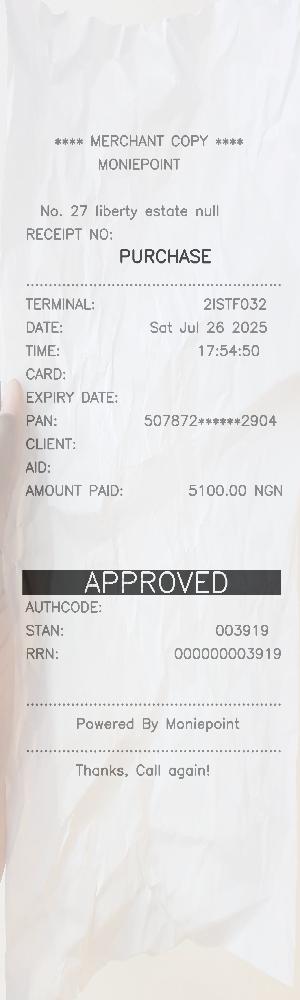 **** MERCHANT COPY ****
MONIEPOINT
No. 27 liberty estate null
RECEIPT NO:
PURCHASE
TERMINAL: 2ISTF032
DATE: Sat Jul 26 2025
TIME: 17:54:50
CARD:
EXPIRY DATE:
PAN: 507872******2904
CLIENT:
AID:
AMOUNT PAID: 5100.00 NGN
APPROVED
AUTHCODE:
STAN: 003919
RRN: 000000003919
Powered By Moniepoint
Thanks, Call again!